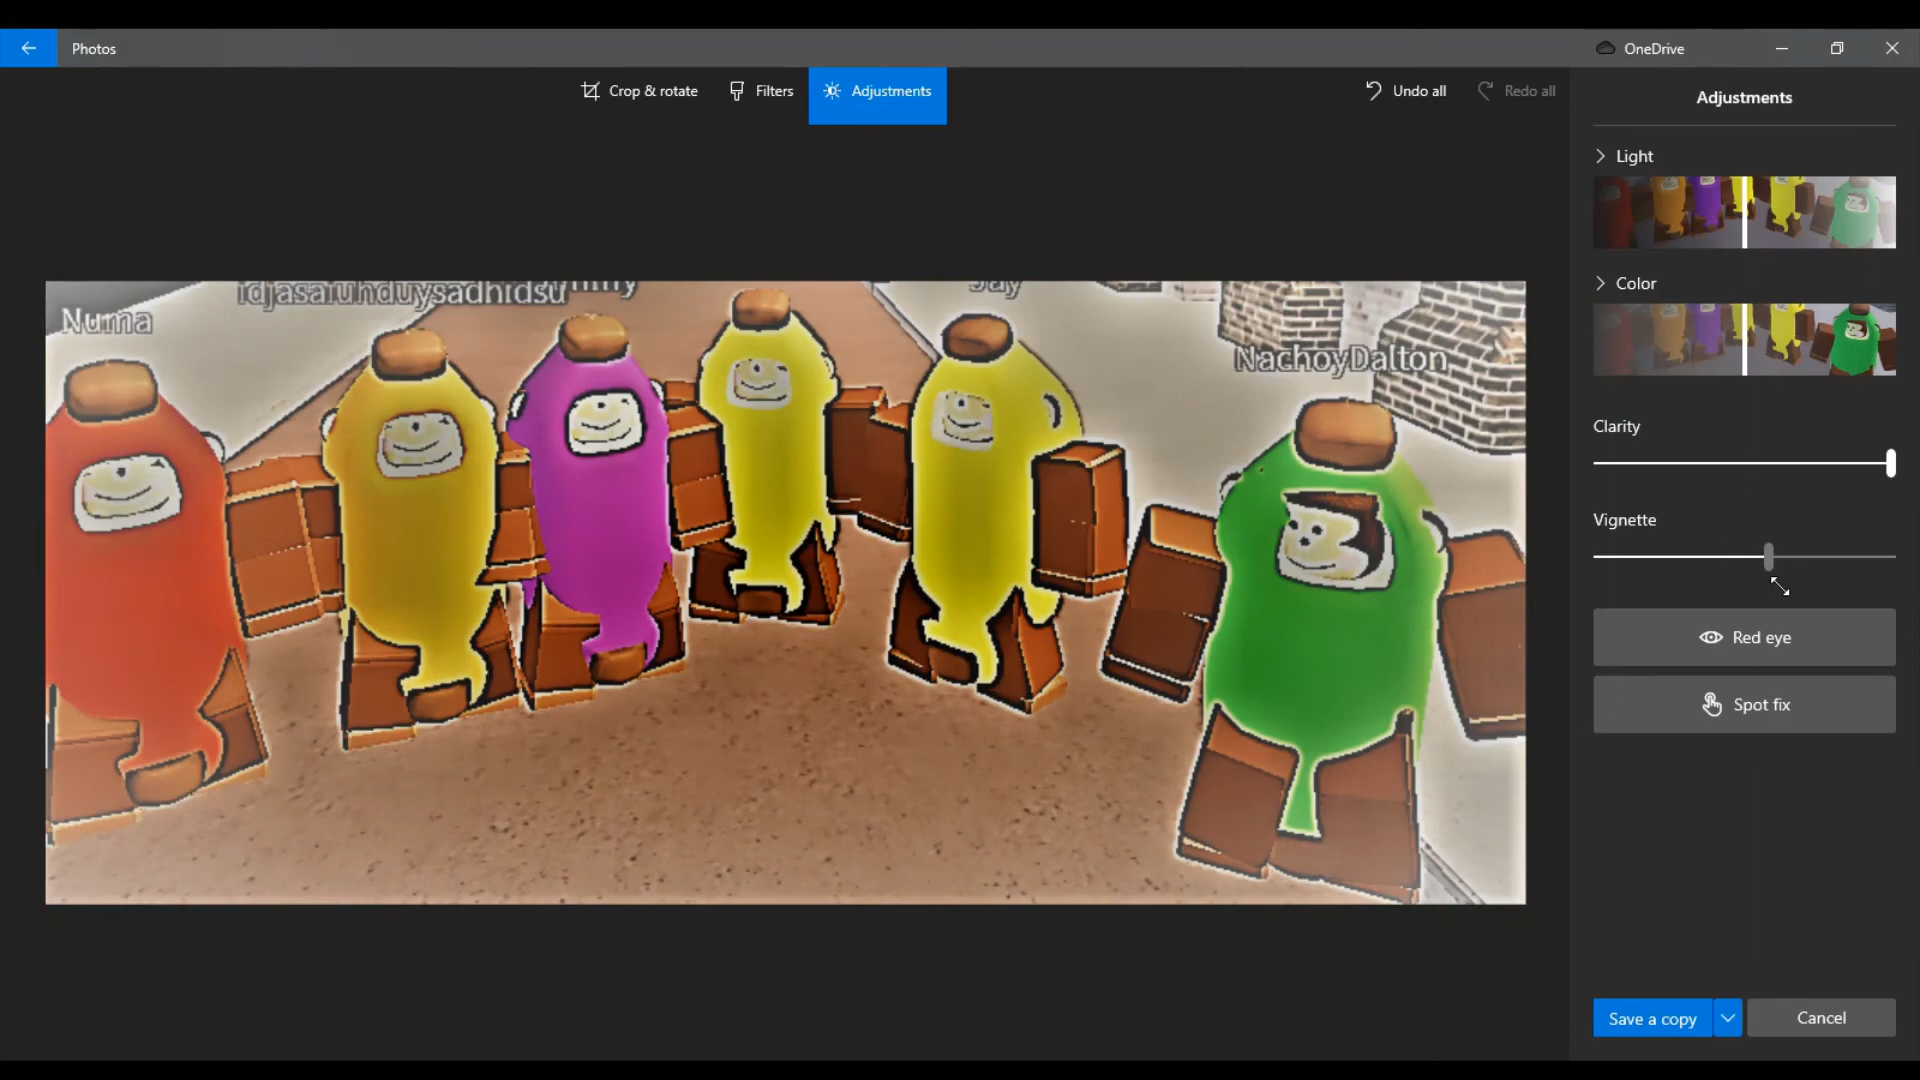 Photos
OneDrive
Crop & rotate
Filters
Adjustments
Undo all
Redo all
Adjustments
Light
Color
Clarity
Vignette
Red eye
Spot fix
Save a copy
Cancel
Numa
Jay
NachoyDalton